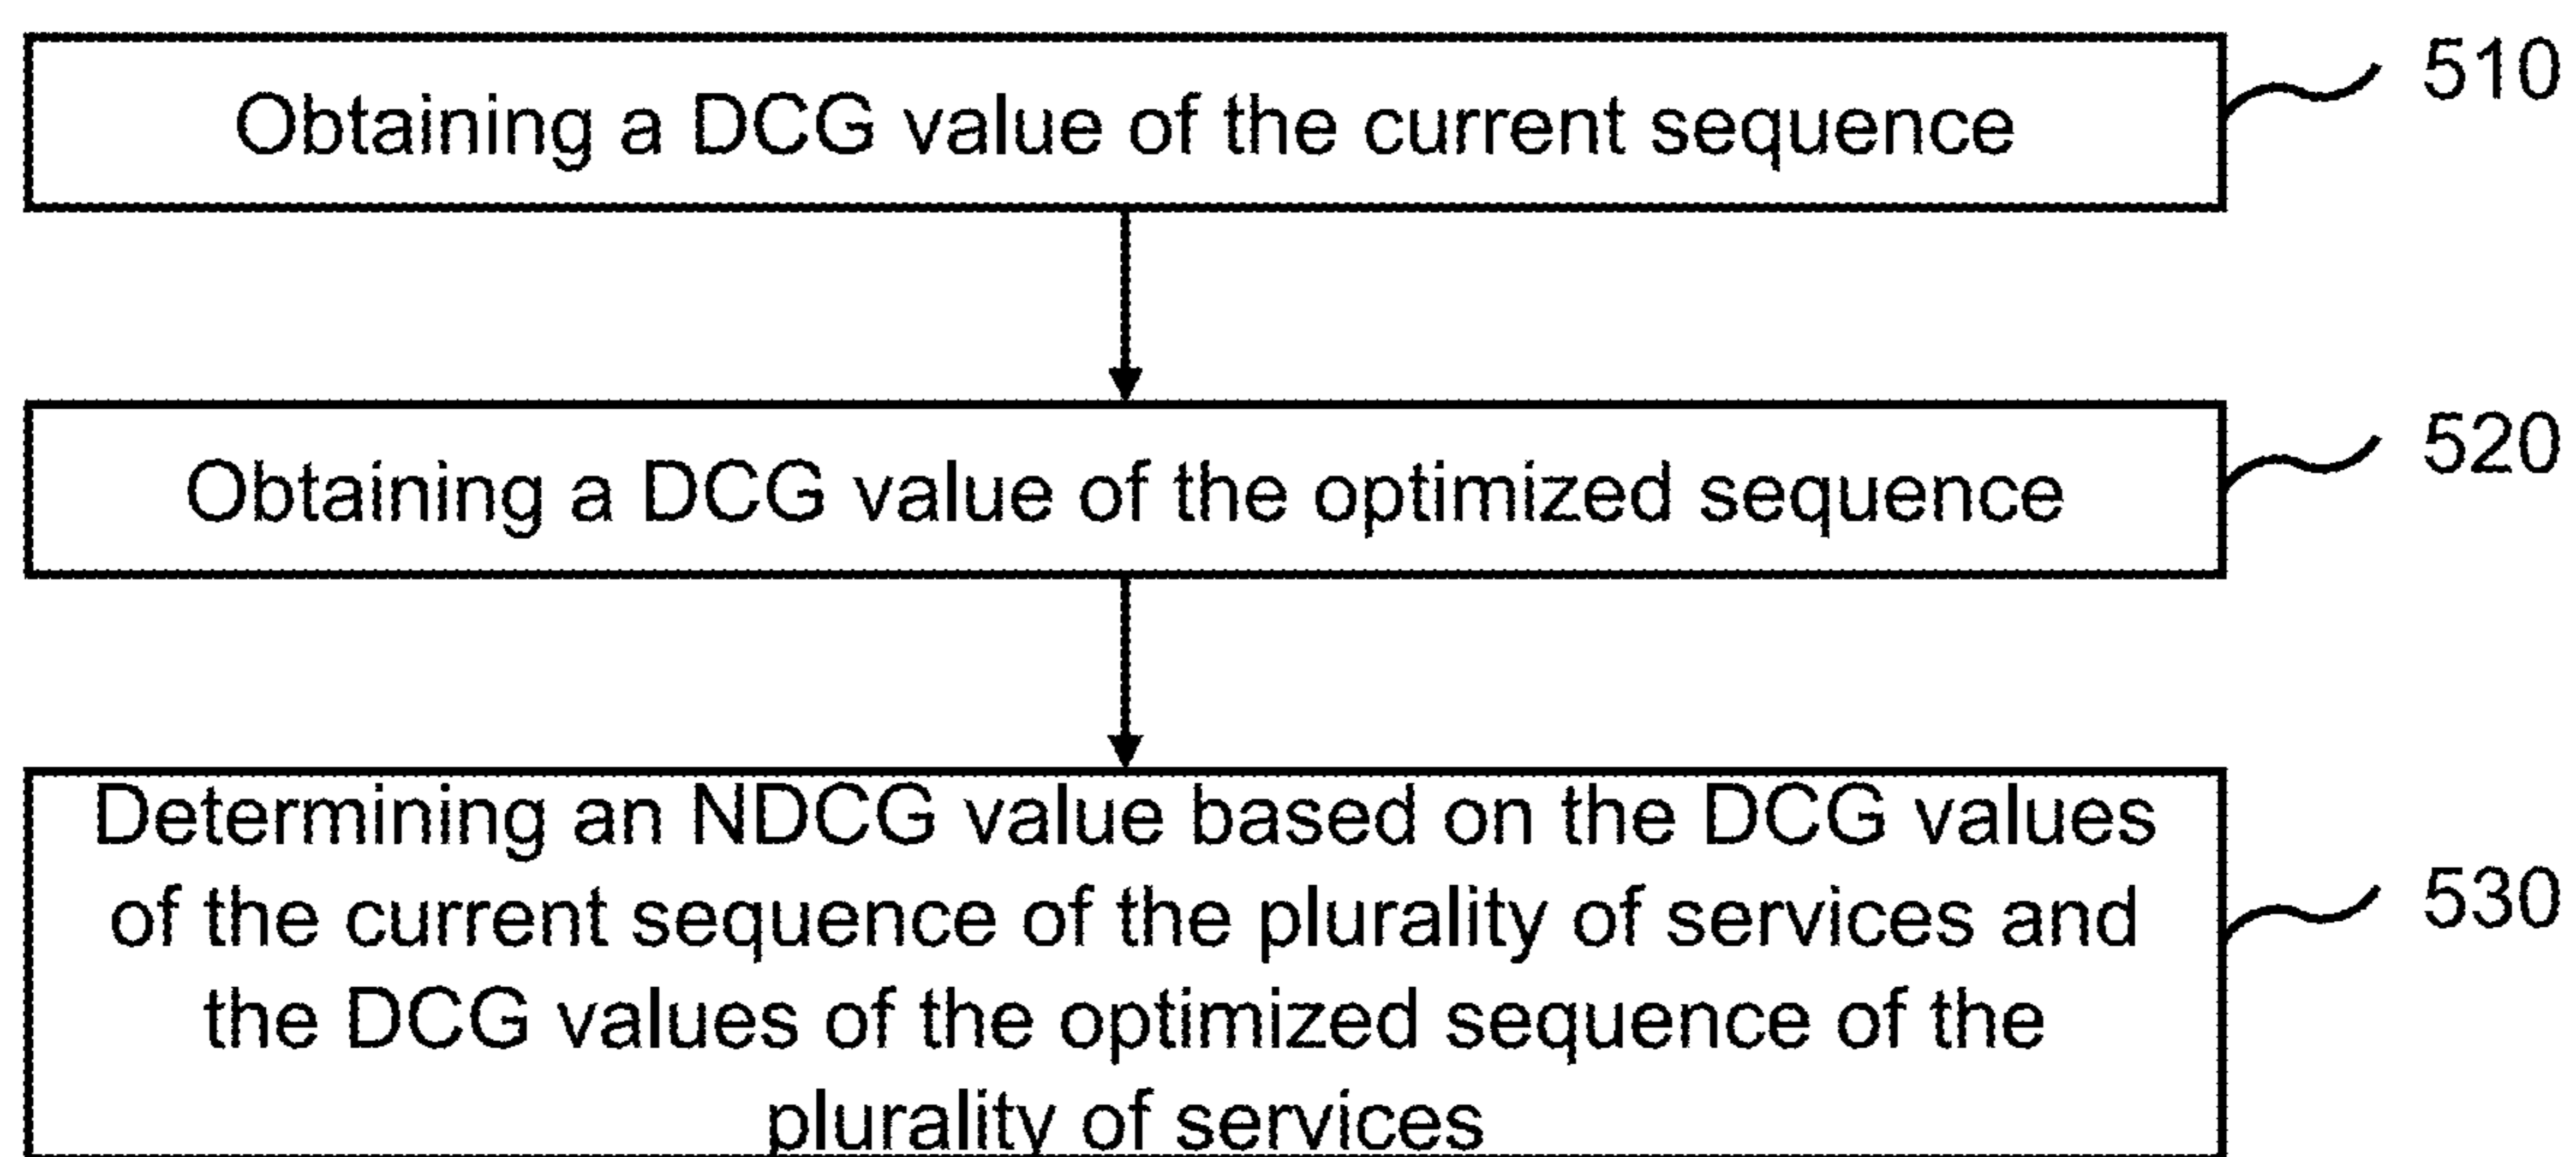 Obtaining a DCG value of the current sequence
510
Obtaining a DCG value of the optimized sequence
520
Determining an NDCG value based on the DCG values
of the current sequence of the plurality of services and
the DCG values of the optimized sequence of the
plurality of services
530